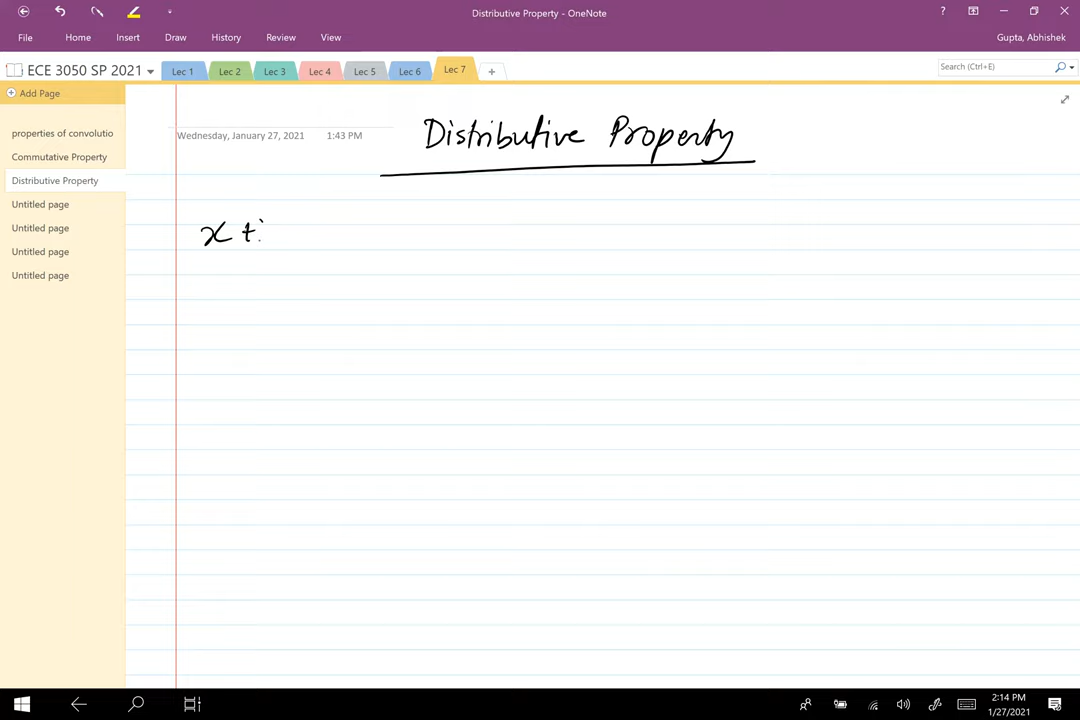 Distributive Property - OneNote
?
File Home Insert Draw History Review View
Gupta, Abhishek
ECE 3050 SP 2021
Lec 1 Lec 2 Lec 3 Lec 4 Lec 5 Lec 6 Lec 7 +
Search (Ctrl+E)
Add Page
properties of convolutio
Commutative Property
Distributive Property
Untitled page
Untitled page
Untitled page
Untitled page
Wednesday, January 27, 2021 1:43 PM
Distributive Property
x
2:14 PM
1/27/2021